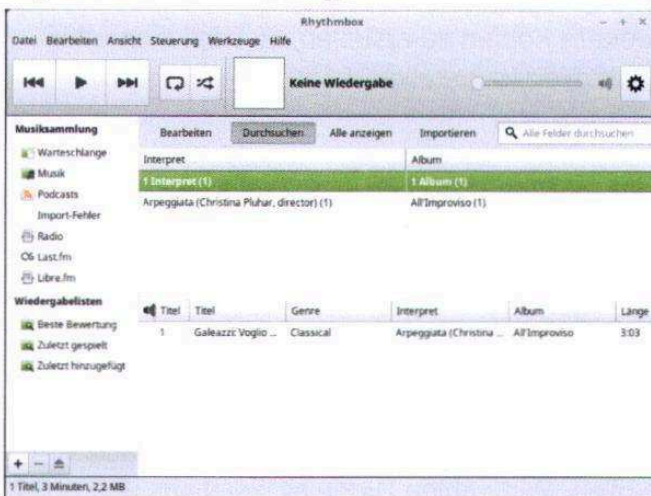 Rhythmbox
Datei Bearbeiten Ansicht Steuerung Werkzeuge Hilfe
Keine Wiedergabe
Musiksammlung
Warteschlange
Musik
Podcasts
Import-Fehler
Radio
Last.fm
Libre.fm
Wiedergabelisten
Beste Bewertung
Zuletzt gespielt
Zuletzt hinzugefügt
Bearbeiten Durchsuchen Alle anzeigen Importieren Alle Felder durchsuchen
Interpret Album
1 Interpret (1) 1 Album (1)
Arpeggiata (Christina Pluhar, director) (1) All'Improviso (1)
Titel Titel Genre Interpret Album Länge
1 Galeazzi: Voglio ... Classical Arpeggiata (Christina ... All'Improviso 3:03
1 Titel, 3 Minuten, 2,2 MB